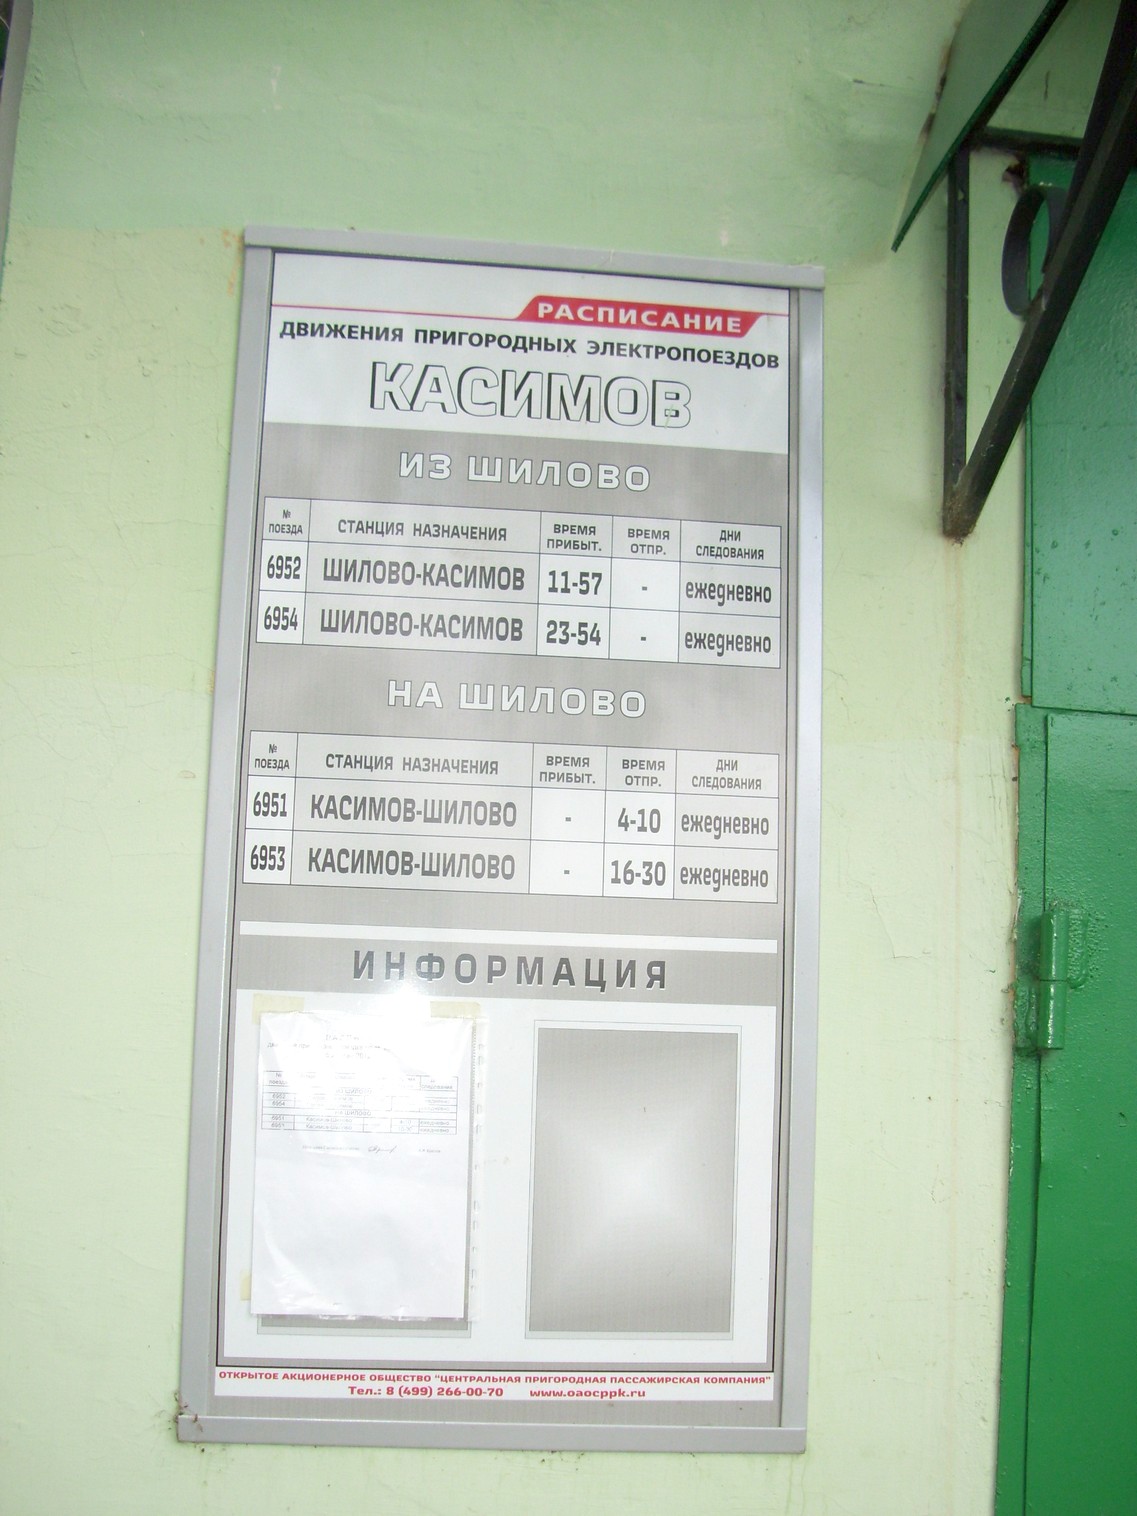 РАСПИСАНИЕ
ДВИЖЕНИЯ ПРИГОРОДНЫХ ЭЛЕКТРОПОЕЗДОВ
КАСИМОВ
ИЗ ШИЛОВО
№ ПОЕЗДА СТАНЦИЯ НАЗНАЧЕНИЯ ВРЕМЯ ПРИБЫТ. ВРЕМЯ ОТПР. ДНИ СЛЕДОВАНИЯ
6952 ШИЛОВО-КАСИМОВ 11-57 - ежедневно
6954 ШИЛОВО-КАСИМОВ 23-54 - ежедневно
НА ШИЛОВО
№ ПОЕЗДА СТАНЦИЯ НАЗНАЧЕНИЯ ВРЕМЯ ПРИБЫТ. ВРЕМЯ ОТПР. ДНИ СЛЕДОВАНИЯ
6951 КАСИМОВ-ШИЛОВО - 4-10 ежедневно
6953 КАСИМОВ-ШИЛОВО - 16-30 ежедневно
ИНФОРМАЦИЯ
ОТКРЫТОЕ АКЦИОНЕРНОЕ ОБЩЕСТВО "ЦЕНТРАЛЬНАЯ ПРИГОРОДНАЯ ПАССАЖИРСКАЯ КОМПАНИЯ"
Тел.: 8 (499) 266-00-70 www.oaocppk.ru